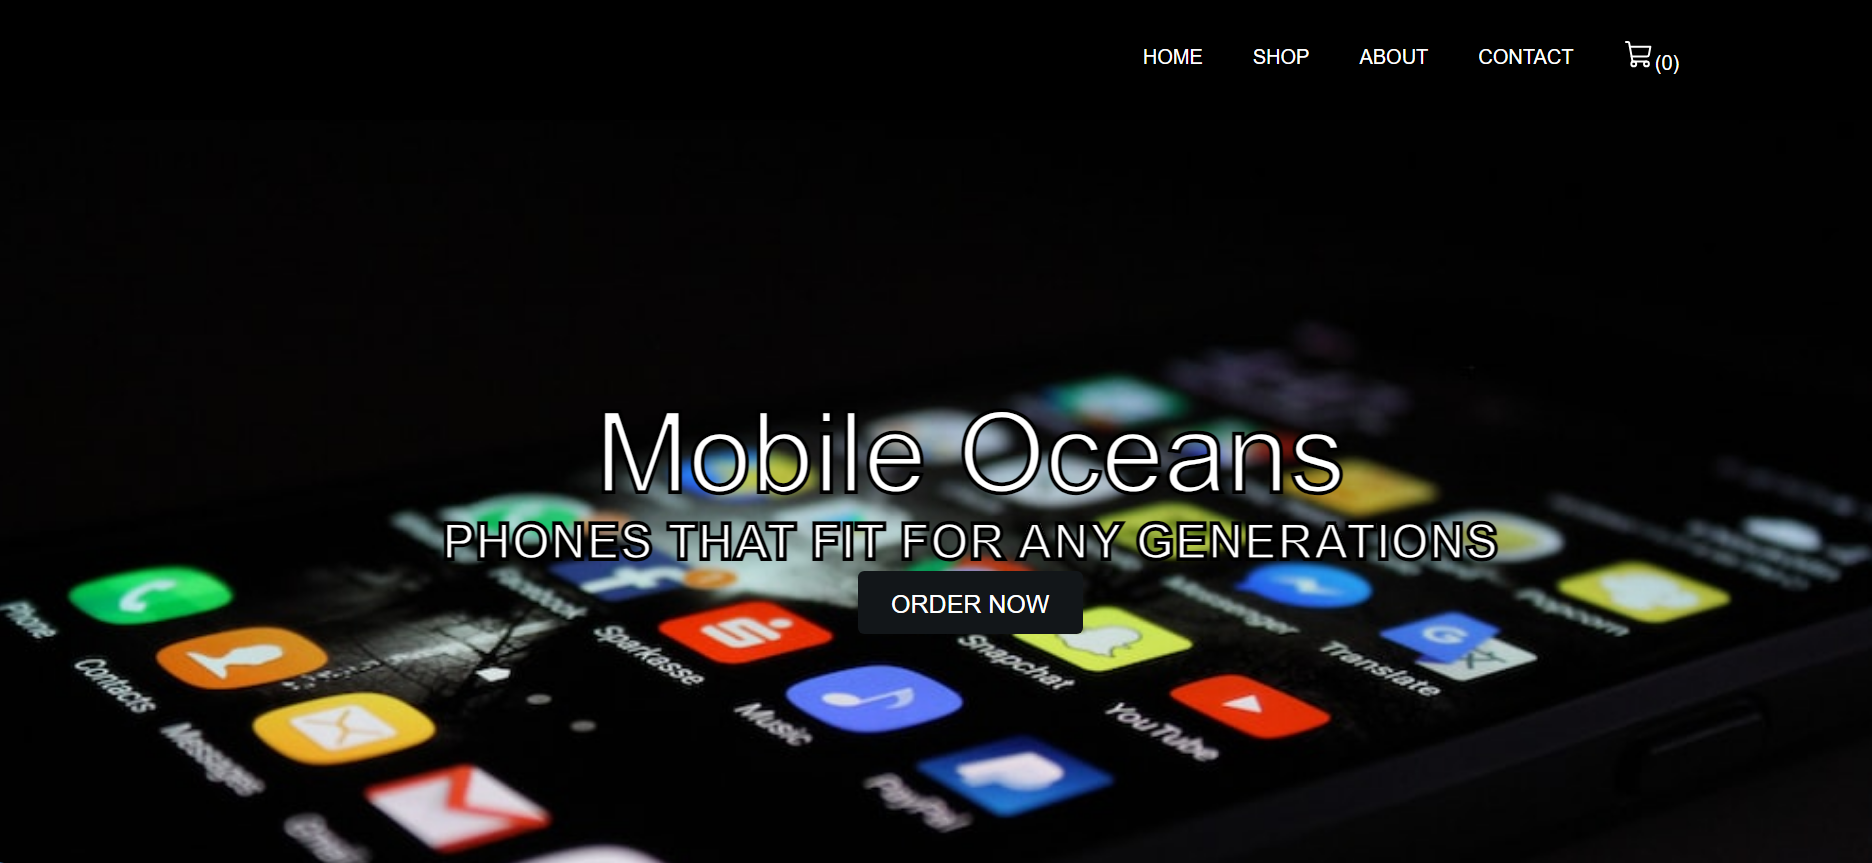 HOME SHOP ABOUT CONTACT (0)
Mobile Oceans
PHONES THAT FIT FOR ANY GENERATIONS
ORDER NOW
Phone
Contacts
Messages
Facebook
Sparkasse
Music
PayPal
Snapchat
YouTube
Messenger
Translate
Popcorn
Email